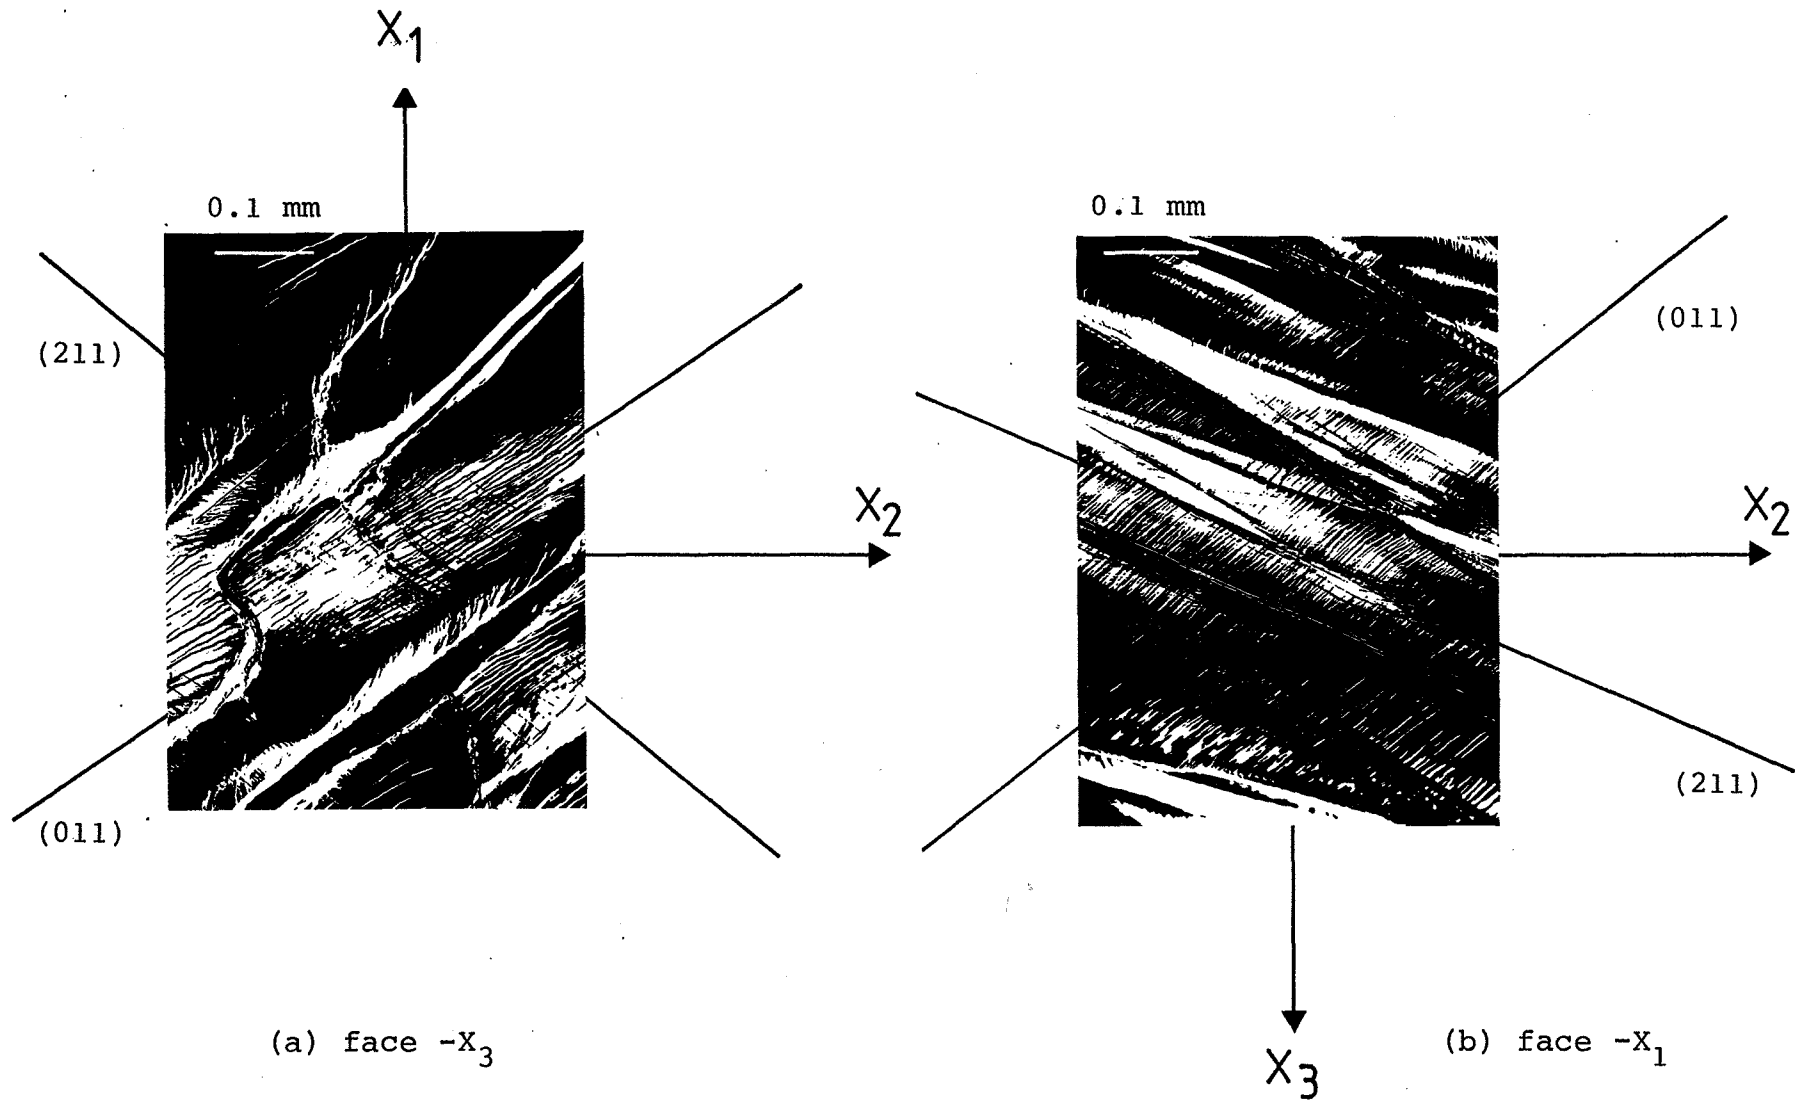 X1
0.1 mm
(211)
X2
(011)
(a) face -X3
0.1 mm
(011)
X2
(211)
X3
(b) face -X1